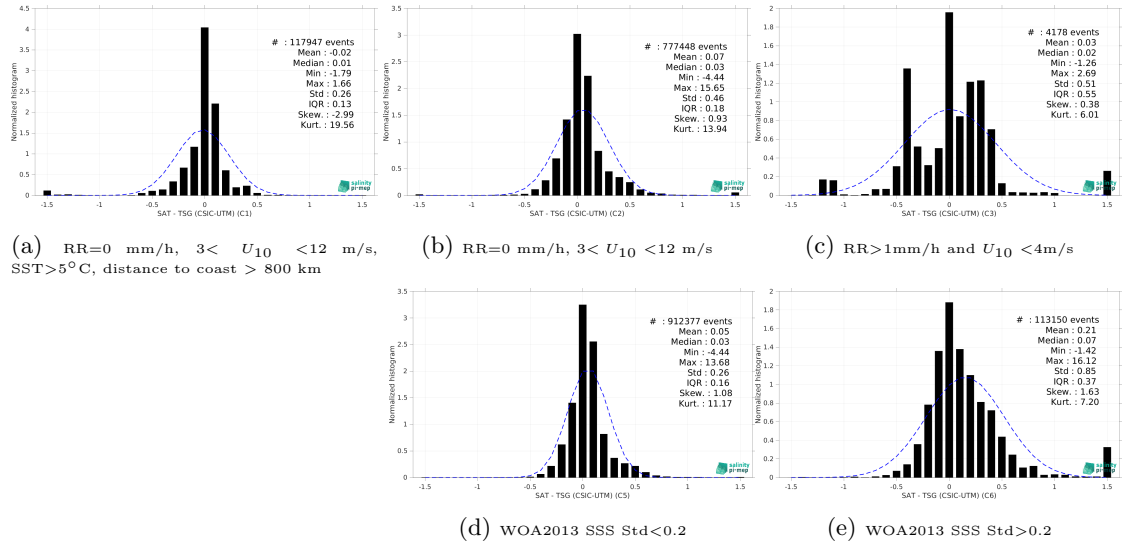 4.5
4
3.5
3
2.5
2
1.5
1
0.5
0
Normalized histogram
# : 117947 events
Mean : -0.02
Median : 0.01
Min : -1.79
Max : 1.66
Std : 0.26
IQR : 0.13
Skew. : -2.99
Kurt. : 19.56
salinity
pi-mep
-1.5 -1 -0.5 0 0.5 1 1.5
SAT - TSG (CSIC-UTM) (C1)
(a) RR=0 mm/h, 3< U10 <12 m/s,
SST>5°C, distance to coast > 800 km
3.5
3
2.5
2
1.5
1
0.5
0
Normalized histogram
# : 777448 events
Mean : 0.07
Median : 0.03
Min : -4.44
Max : 15.65
Std : 0.46
IQR : 0.18
Skew. : 0.93
Kurt. : 13.94
salinity
pi-mep
-1.5 -1 -0.5 0 0.5 1 1.5
SAT - TSG (CSIC-UTM) (C2)
(b) RR=0 mm/h, 3< U10 <12 m/s
2
1.8
1.6
1.4
1.2
1
0.8
0.6
0.4
0.2
0
Normalized histogram
# : 4178 events
Mean : 0.03
Median : 0.02
Min : -1.26
Max : 2.69
Std : 0.51
IQR : 0.55
Skew. : 0.38
Kurt. : 6.01
salinity
pi-mep
-1.5 -1 -0.5 0 0.5 1 1.5
SAT - TSG (CSIC-UTM) (C3)
(c) RR>1mm/h and U10 <4m/s
3.5
3
2.5
2
1.5
1
0.5
0
Normalized histogram
# : 912377 events
Mean : 0.05
Median : 0.03
Min : -4.44
Max : 13.68
Std : 0.26
IQR : 0.16
Skew. : 1.08
Kurt. : 11.17
salinity
pi-mep
-1.5 -1 -0.5 0 0.5 1 1.5
SAT - TSG (CSIC-UTM) (C5)
(d) WOA2013 SSS Std<0.2
2
1.8
1.6
1.4
1.2
1
0.8
0.6
0.4
0.2
0
Normalized histogram
# : 113150 events
Mean : 0.21
Median : 0.07
Min : -1.42
Max : 16.12
Std : 0.85
IQR : 0.37
Skew. : 1.63
Kurt. : 7.20
salinity
pi-mep
-1.5 -1 -0.5 0 0.5 1 1.5
SAT - TSG (CSIC-UTM) (C6)
(e) WOA2013 SSS Std>0.2